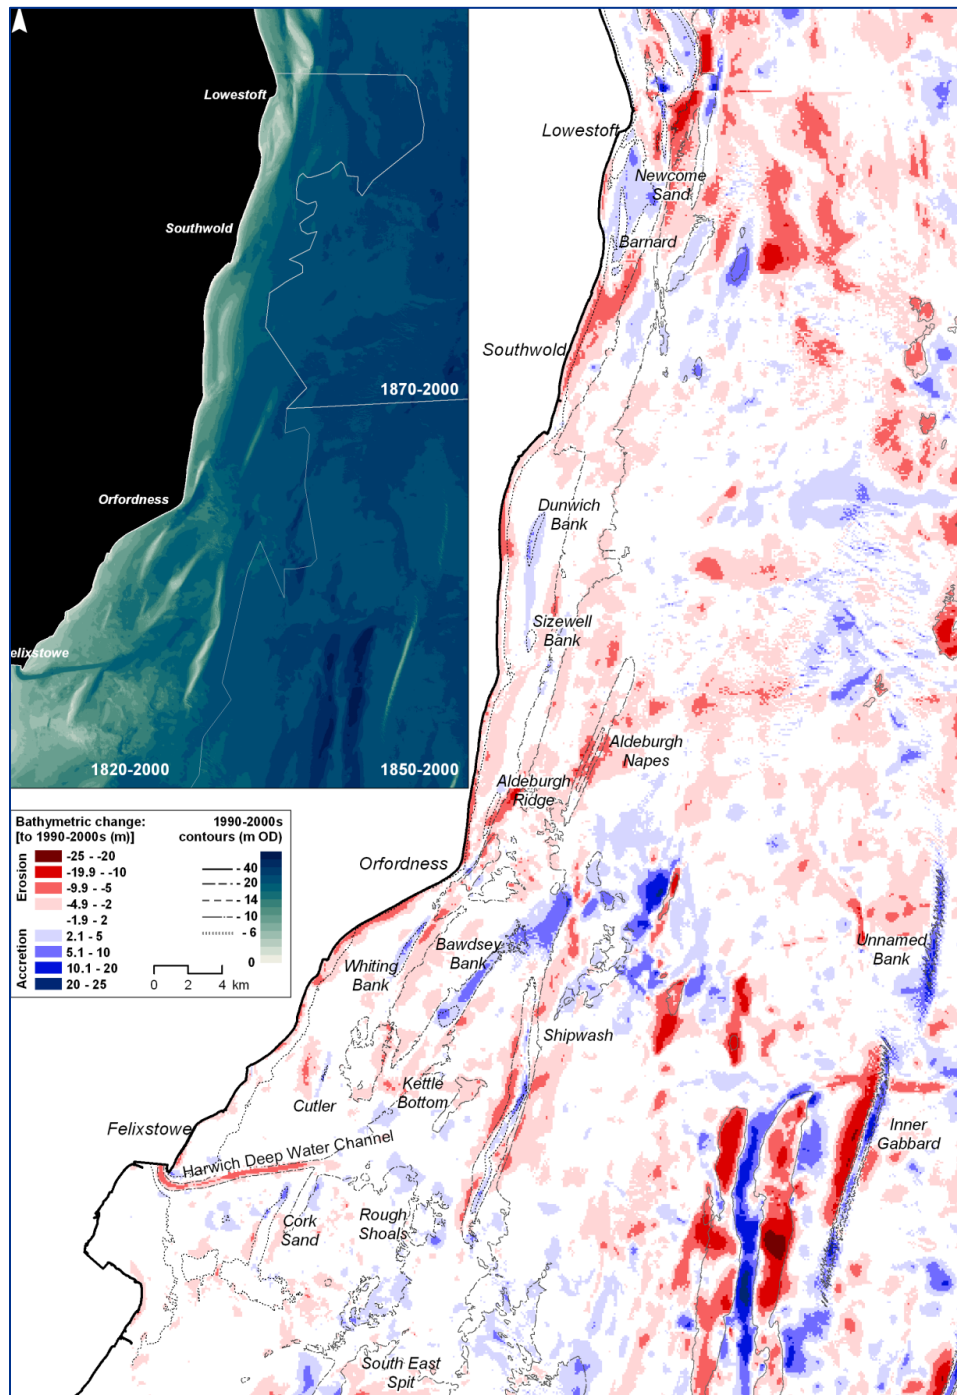 Lowestoft
Southwold
1870-2000
Orfordness
elixstowe
1820-2000
1850-2000
Lowestoft
Newcome
Sand
Barnard
Southwold
Dunwich
Bank
Sizewell
Bank
Aldeburgh
Napes
Aldeburgh
Ridge
Orfordness
Bawdsey
Bank
Whiting
Bank
Unnamed
Bank
Shipwash
Kettle
Bottom
Cutler
Felixstowe
Inner
Gabbard
Harwich Deep Water Channel
Cork
Sand
Rough
Shoals
South East
Spit
Bathymetric change:
[to 1990-2000s (m)]
Erosion
-25 - -20
-19.9 - -10
-9.9 - -5
-4.9 - -2
-1.9 - 2
Accretion
2.1 - 5
5.1 - 10
10.1 - 20
20 - 25
1990-2000s
contours (m OD)
- 40
- 20
- 14
- 10
- 6
0
0 2 4 km